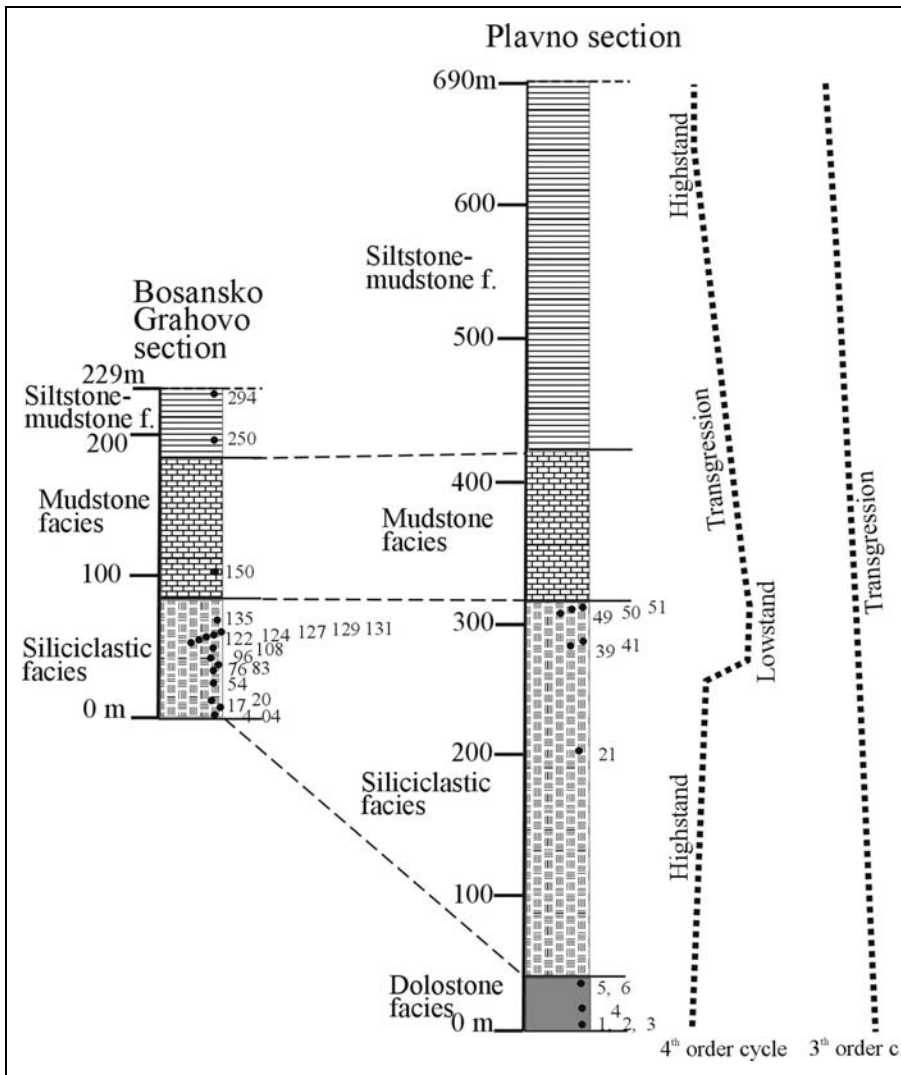 Plavno section
690m
600
Siltstone-
mudstone f.
500
400
Mudstone
facies
300
49 50 51
39 41
200
21
Siliciclastic
facies
100
Dolostone
facies
5, 6
4
0 m
1, 2, 3
Bosansko
Grahovo
section
229m
Siltstone-
mudstone f.
294
200
250
Mudstone
facies
100
150
135
122 124 127 129 131
108
96
76 83
Siliciclastic
facies
54
17 20
0 m
4 04
Highstand
Transgression
Lowstand
Highstand
4th order cycle
Transgression
3th order c.